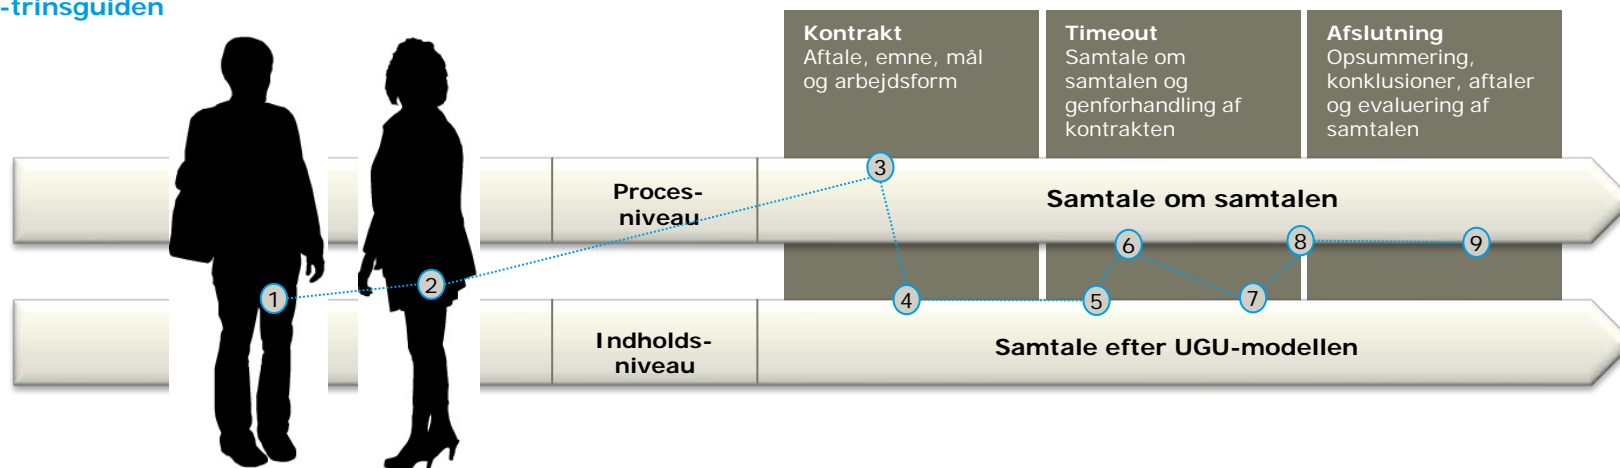 -trinsguiden
Kontrakt
Aftale, emne, mål
og arbejdsform
Timeout
Samtale om
samtalen og
genforhandling af
kontrakten
Afslutning
Opsummering,
konklusioner, aftaler
og evaluering af
samtalen
Proces-
niveau
Samtale om samtalen
3
6
8
9
1
2
4
5
7
Indholds-
niveau
Samtale efter UGU-modellen